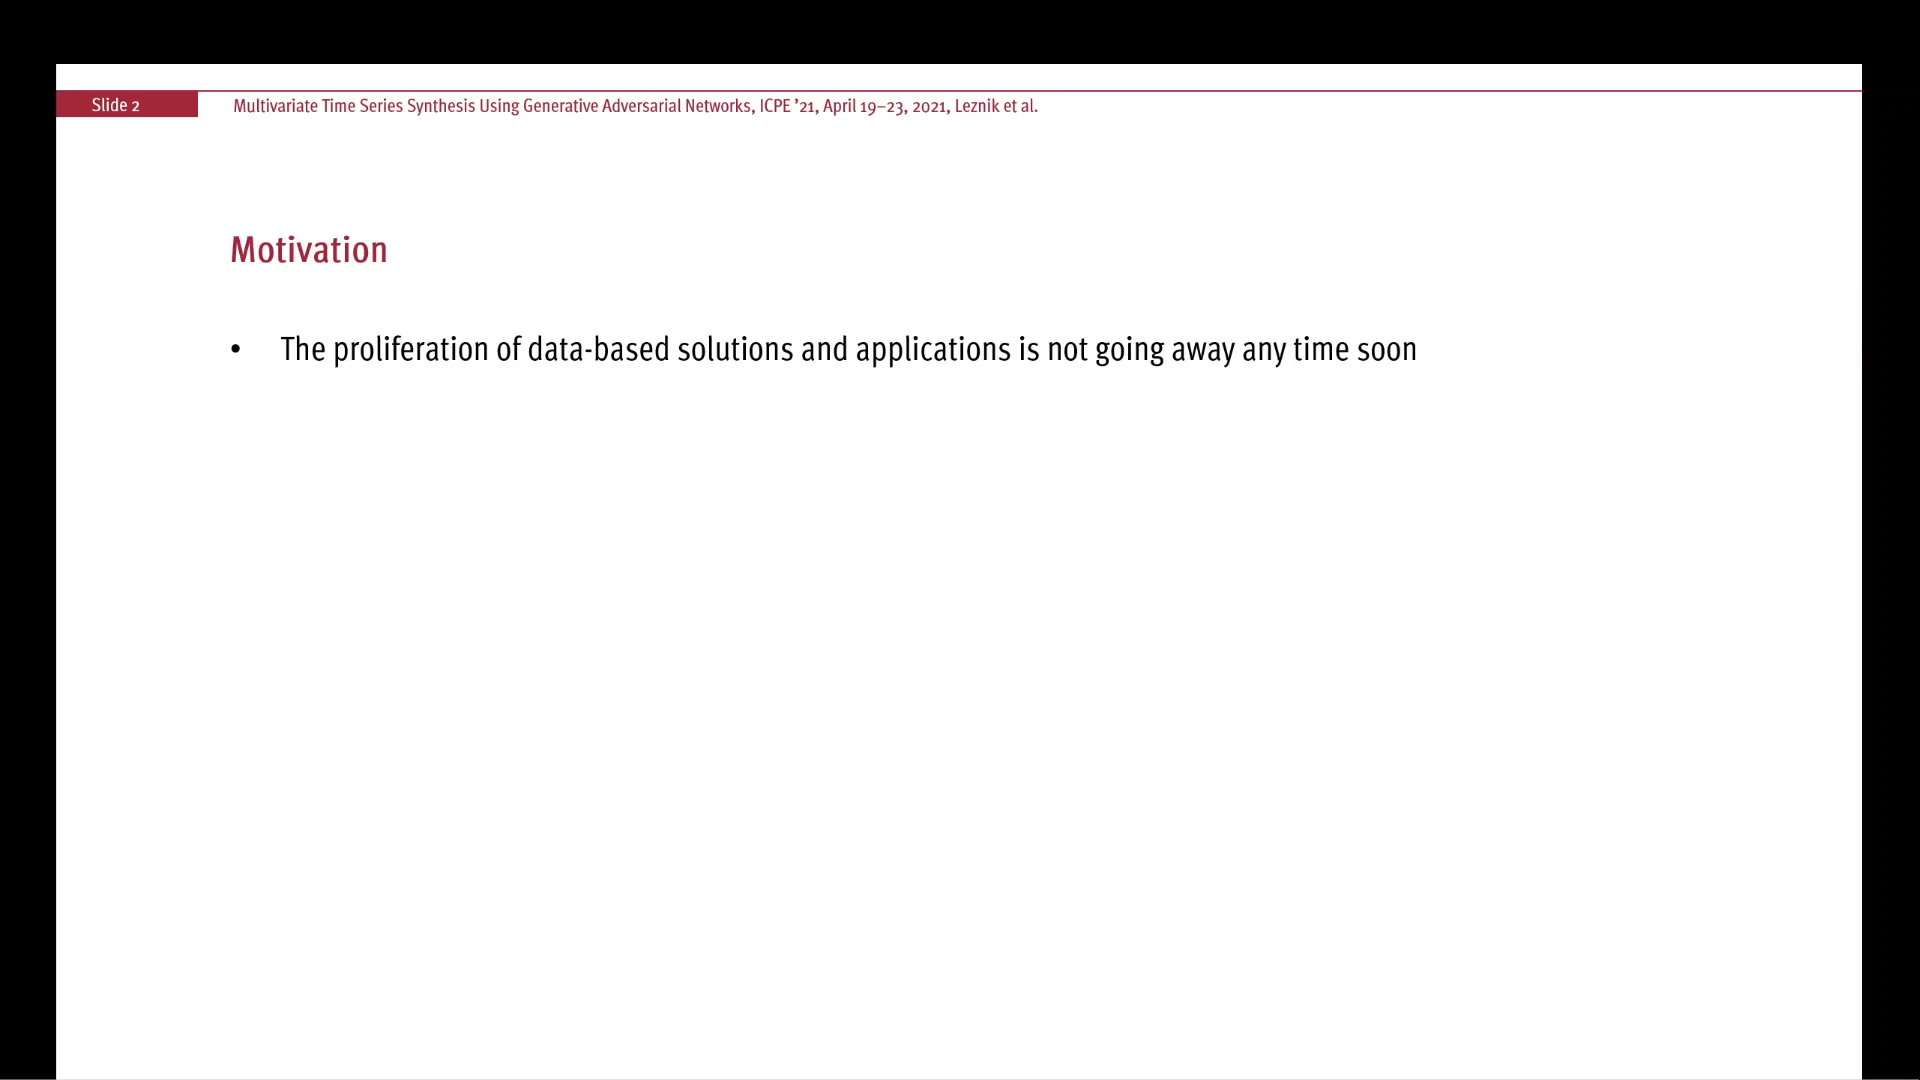 Slide 2
Multivariate Time Series Synthesis Using Generative Adversarial Networks, ICPE ’21, April 19–23, 2021, Leznik et al.
Motivation
• The proliferation of data-based solutions and applications is not going away any time soon